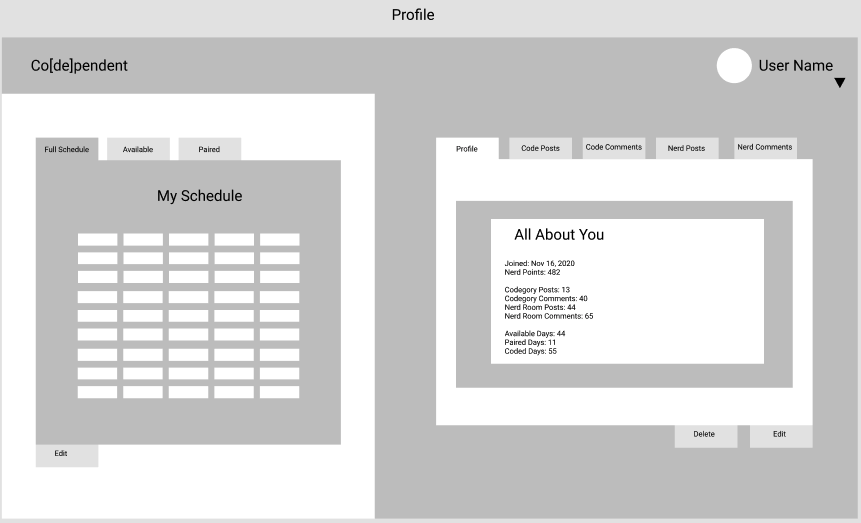 Profile
Co[de]pendent
User Name
Full Schedule
Available
Paired
My Schedule
Edit
Profile
Code Posts
Code Comments
Nerd Posts
Nerd Comments
All About You
Joined: Nov 16, 2020
Nerd Points: 482
Codegory Posts: 13
Codegory Comments: 40
Nerd Room Posts: 44
Nerd Room Comments: 65
Available Days: 44
Paired Days: 11
Coded Days: 55
Delete
Edit